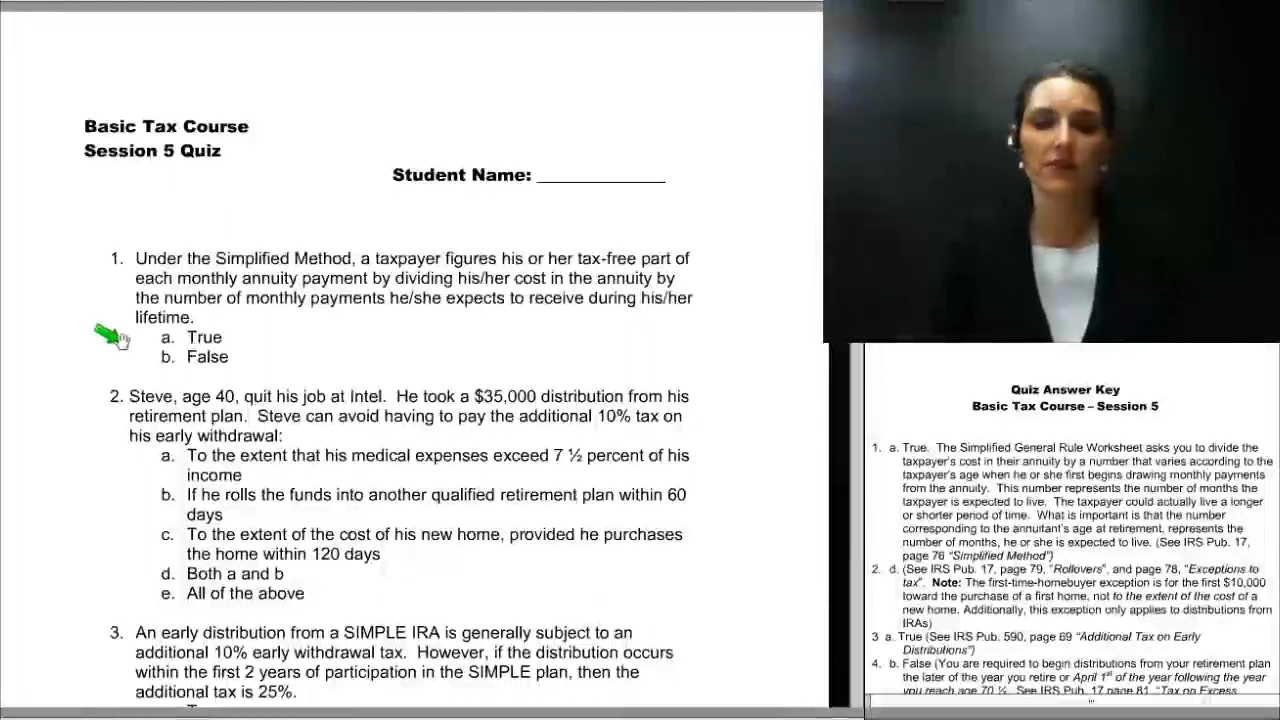 Basic Tax Course
Session 5 Quiz
Student Name: ______________
1. Under the Simplified Method, a taxpayer figures his or her tax-free part of
each monthly annuity payment by dividing his/her cost in the annuity by
the number of monthly payments he/she expects to receive during his/her
lifetime.
a. True
b. False
2. Steve, age 40, quit his job at Intel. He took a $35,000 distribution from his
retirement plan. Steve can avoid having to pay the additional 10% tax on
his early withdrawal:
a. To the extent that his medical expenses exceed 7 ½ percent of his
income
b. If he rolls the funds into another qualified retirement plan within 60
days
c. To the extent of the cost of his new home, provided he purchases
the home within 120 days
d. Both a and b
e. All of the above
3. An early distribution from a SIMPLE IRA is generally subject to an
additional 10% early withdrawal tax. However, if the distribution occurs
within the first 2 years of participation in the SIMPLE plan, then the
additional tax is 25%.
Quiz Answer Key
Basic Tax Course – Session 5
1. a. True. The Simplified General Rule Worksheet asks you to divide the
taxpayer's cost in their annuity by a number that varies according to the
taxpayer's age when he or she first begins drawing monthly payments
from the annuity. This number represents the number of months the
taxpayer is expected to live. The taxpayer could actually live a longer
or shorter period of time. What is important is that the number
corresponding to the annuitant's age at retirement, represents the
number of months, he or she is expected to live. (See IRS Pub. 17,
page 76 "Simplified Method")
2. d. (See IRS Pub. 17, page 79, "Rollovers", and page 78, "Exceptions to
tax". Note: The first-time-homebuyer exception is for the first $10,000
toward the purchase of a first home, not to the extent of the cost of a
new home. Additionally, this exception only applies to distributions from
IRAs)
3 a. True (See IRS Pub. 590, page 69 "Additional Tax on Early
Distributions")
4. b. False (You are required to begin distributions from your retirement plan
the later of the year you retire or April 1st of the year following the year
you reach age 70 ½. See IRS Pub. 17 page 81, "Tax on Excess